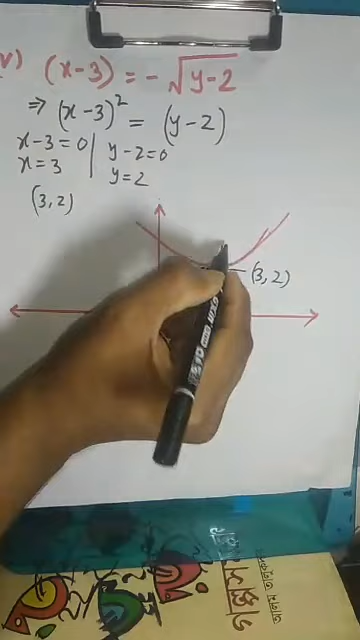 v) (x-3) = -√(y-2)
⇒ (x-3)² = (y-2)
x-3=0 | y-2=0
x=3 | y=2
(3,2)
(3,2)